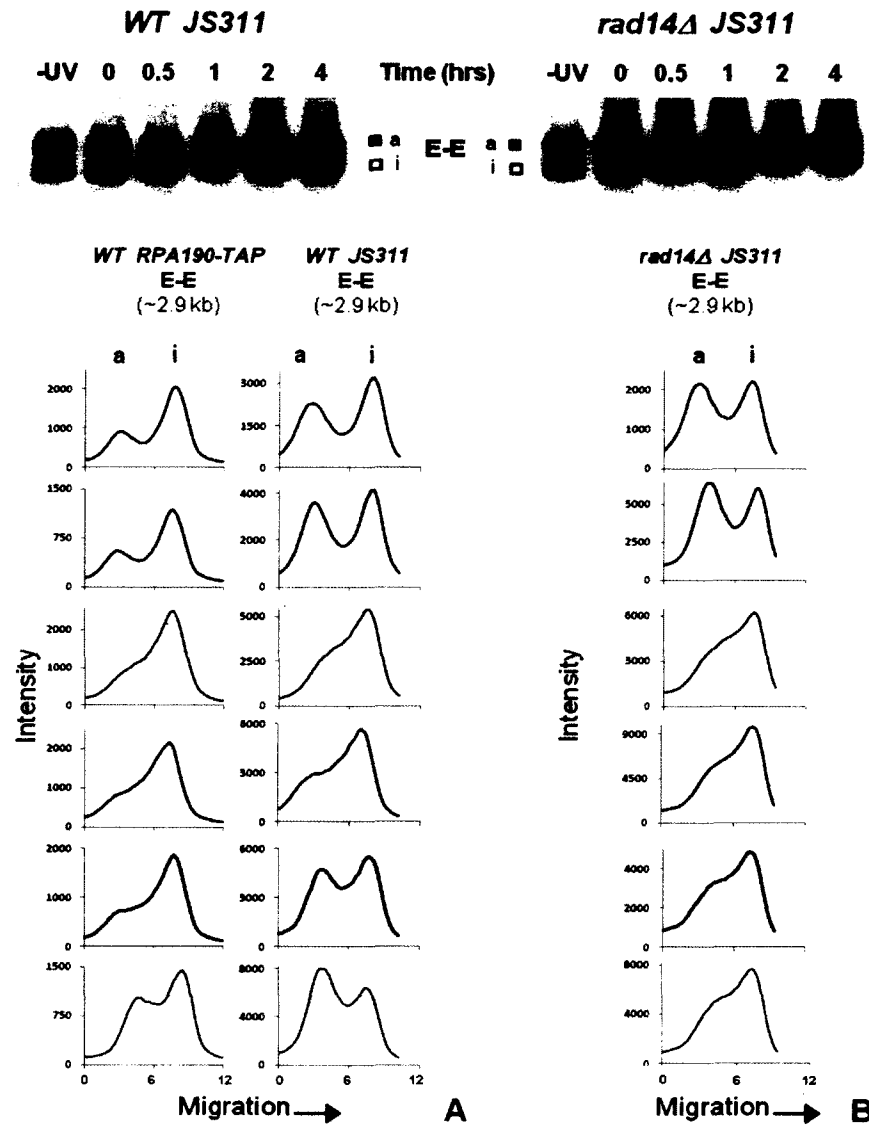 WT JS311 rad14Δ JS311
-UV 0 0.5 1 2 4 Time (hrs) -UV 0 0.5 1 2 4
a E-E a
i i
WT RPA190-TAP WT JS311 rad14Δ JS311
E-E E-E E-E
(~2.9 kb) (~2.9 kb) (~2.9 kb)
a i a i a i
2000 3000 2000
1000 1500 1000
0 0 0
1500 4000 5000
750 2000 2500
0 0 0
2000 5000 6000
1000 2500 3000
0 0 0
2000 6000 9000
1000 3000 4500
0 0 0
2000 6000 4000
1000 3000 2000
0 0 0
1500 8000 8000
750 4000 4000
0 0 0
0 6 12 0 6 12 0 6 12
Intensity Intensity
Migration A Migration B